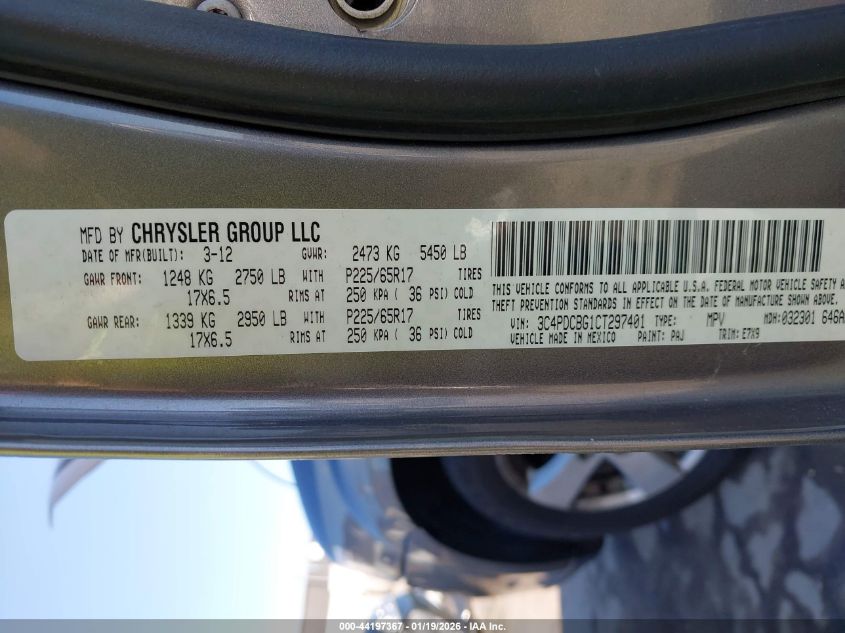 MFD BY CHRYSLER GROUP LLC
DATE OF MFR(BUILT): 3-12 GVWR: 2473 KG 5450 LB
GAWR FRONT: 1248 KG 2750 LB WITH P225/65R17 TIRES
17X6.5 RIMS AT 250 KPA ( 36 PSI) COLD
GAWR REAR: 1339 KG 2950 LB WITH P225/65R17 TIRES
17X6.5 RIMS AT 250 KPA ( 36 PSI) COLD
THIS VEHICLE CONFORMS TO ALL APPLICABLE U.S.A. FEDERAL MOTOR VEHICLE SAFETY A
THEFT PREVENTION STANDARDS IN EFFECT ON THE DATE OF MANUFACTURE SHOWN ABOVE
VIN: 3C4PDCBG1CT297401 TYPE: MPV MDH: 032301 646A
VEHICLE MADE IN MEXICO PAINT: PAJ TRIM: E7X9
000-44197367 - 01/19/2026 - IAA Inc.